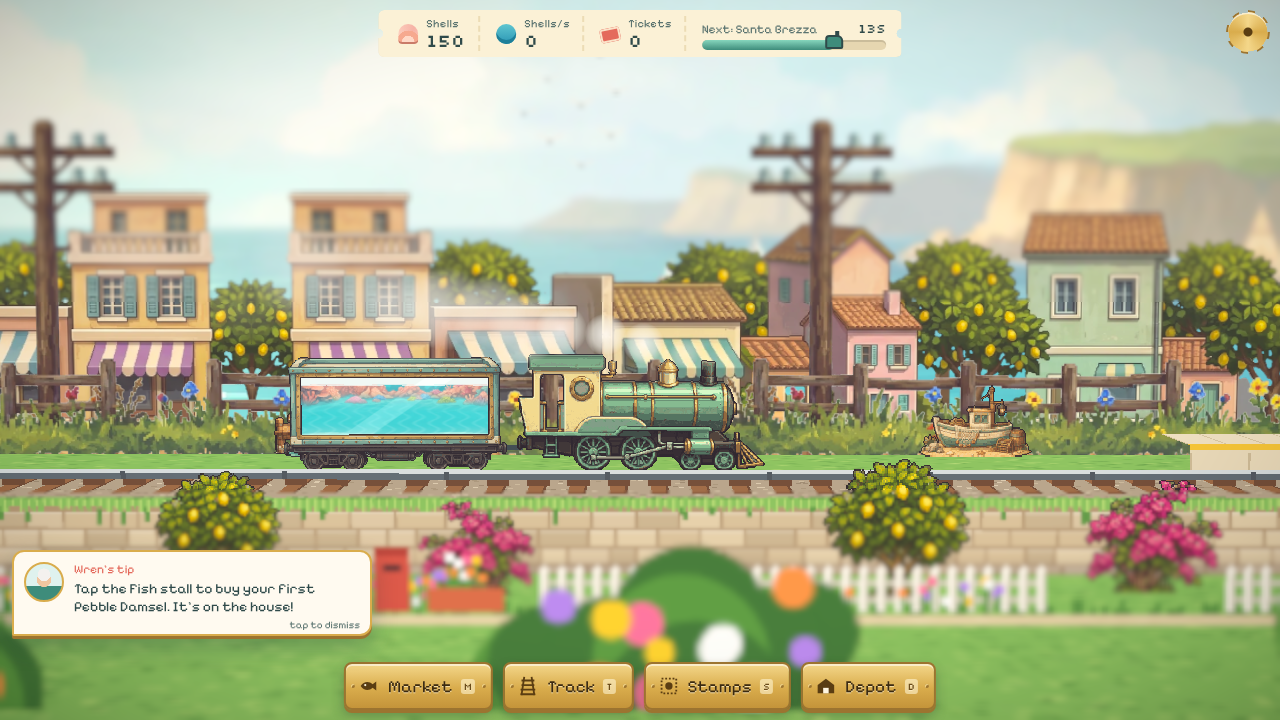 Shells
150
Shells/s
0
Tickets
0
Next: Santa Brezza 13s
Wren's tip
Tap the Fish stall to buy your first
Pebble Damsel. It's on the house!
tap to dismiss
Market M
Track T
Stamps S
Depot D